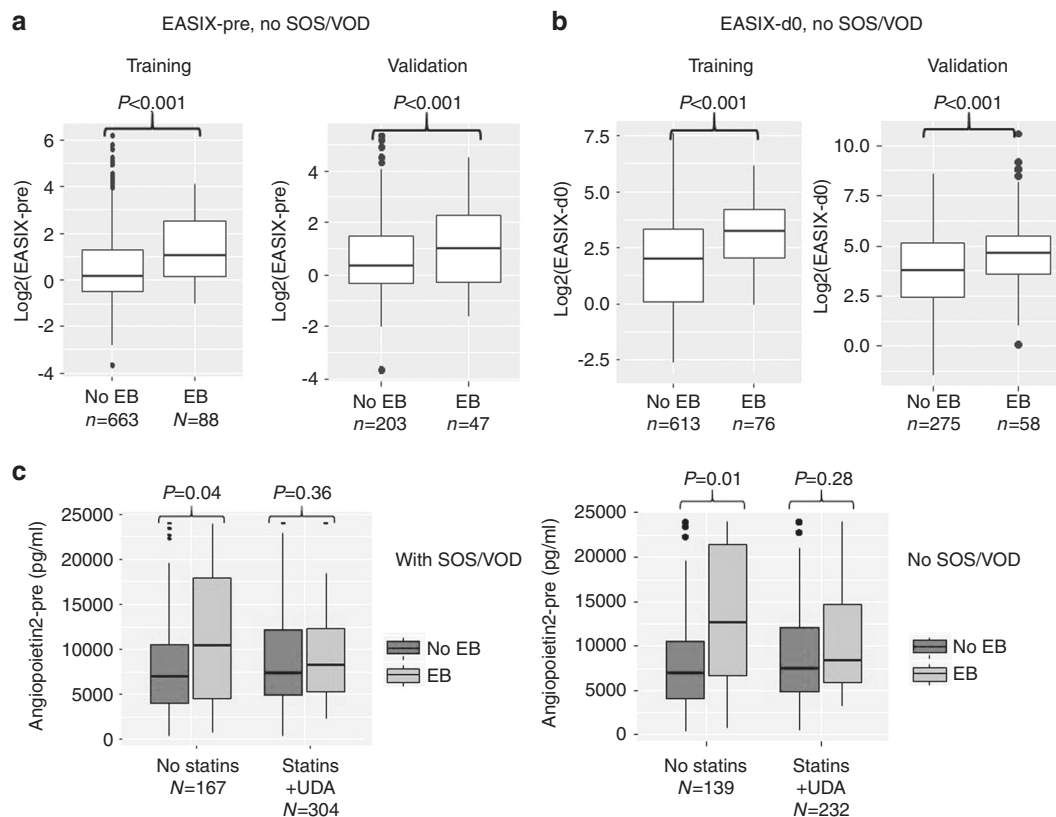 a
EASIX-pre, no SOS/VOD
Training
Validation
P<0.001
P<0.001
Log2(EASIX-pre)
6
4
2
0
-2
-4
No EB
n=663
EB
N=88
Log2(EASIX-pre)
4
2
0
-2
-4
No EB
n=203
EB
n=47
b
EASIX-d0, no SOS/VOD
Training
Validation
P<0.001
P<0.001
Log2(EASIX-d0)
7.5
5.0
2.5
0.0
-2.5
No EB
n=613
EB
n=76
Log2(EASIX-d0)
10.0
7.5
5.0
2.5
0.0
No EB
n=275
EB
n=58
c
P=0.04
P=0.36
Angiopoietin2-pre (pg/ml)
25000
20000
15000
10000
5000
0
No statins
N=167
Statins
+UDA
N=304
With SOS/VOD
No EB
EB
P=0.01
P=0.28
Angiopoietin2-pre (pg/ml)
25000
20000
15000
10000
5000
0
No statins
N=139
Statins
+UDA
N=232
No SOS/VOD
No EB
EB